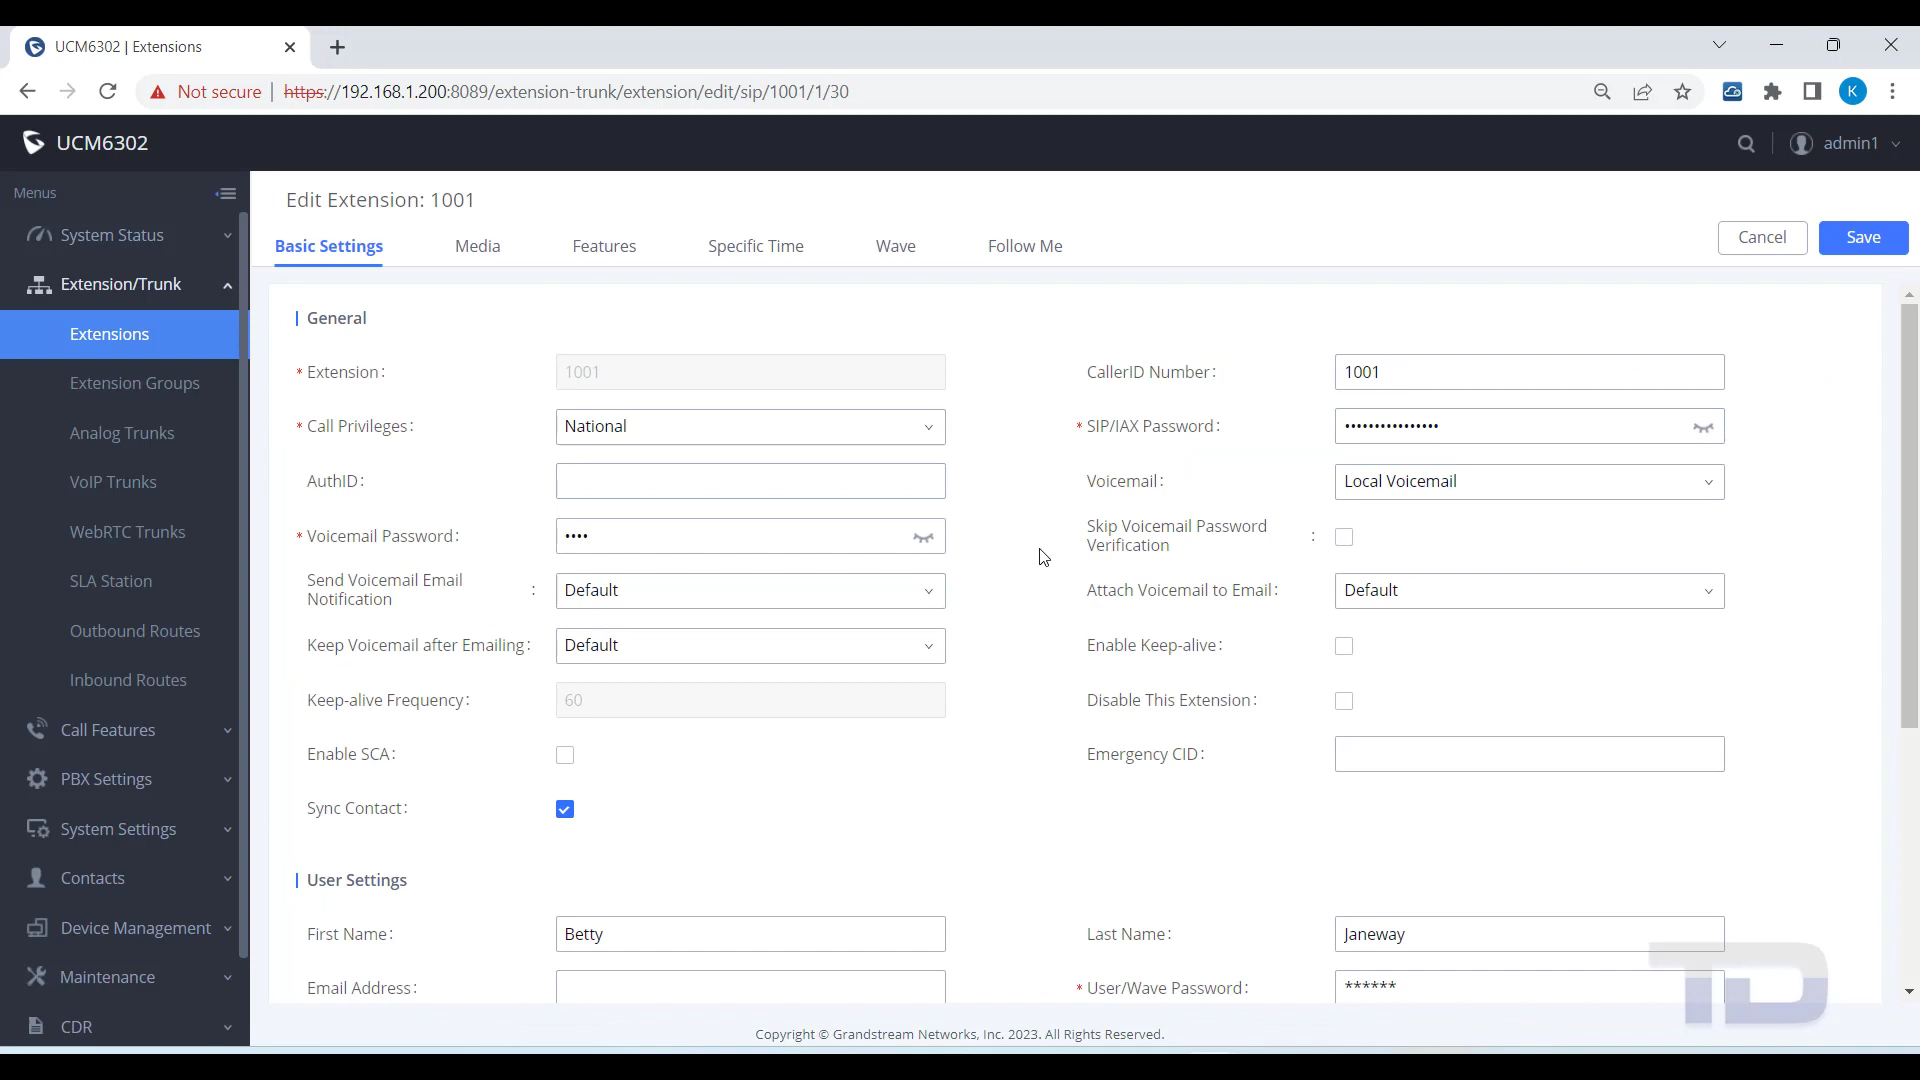 UCM6302 | Extensions
Not secure | https://192.168.1.200:8089/extension-trunk/extension/edit/sip/1001/1/30
K
UCM6302
admin1
Menus
System Status
Extension/Trunk
Extensions
Extension Groups
Analog Trunks
VoIP Trunks
WebRTC Trunks
SLA Station
Outbound Routes
Inbound Routes
Call Features
PBX Settings
System Settings
Contacts
Device Management
Maintenance
CDR
Edit Extension: 1001
Basic Settings Media Features Specific Time Wave Follow Me
Cancel Save
General
* Extension: 1001
CallerID Number: 1001
* Call Privileges: National
* SIP/IAX Password: ••••••••••••••••
AuthID:
Voicemail: Local Voicemail
* Voicemail Password: ••••
Skip Voicemail Password
Verification :
Send Voicemail Email
Notification : Default
Attach Voicemail to Email: Default
Keep Voicemail after Emailing: Default
Enable Keep-alive:
Keep-alive Frequency: 60
Disable This Extension:
Enable SCA:
Emergency CID:
Sync Contact:
User Settings
First Name: Betty
Last Name: Janeway
Email Address:
* User/Wave Password: ******
TD
Copyright © Grandstream Networks, Inc. 2023. All Rights Reserved.